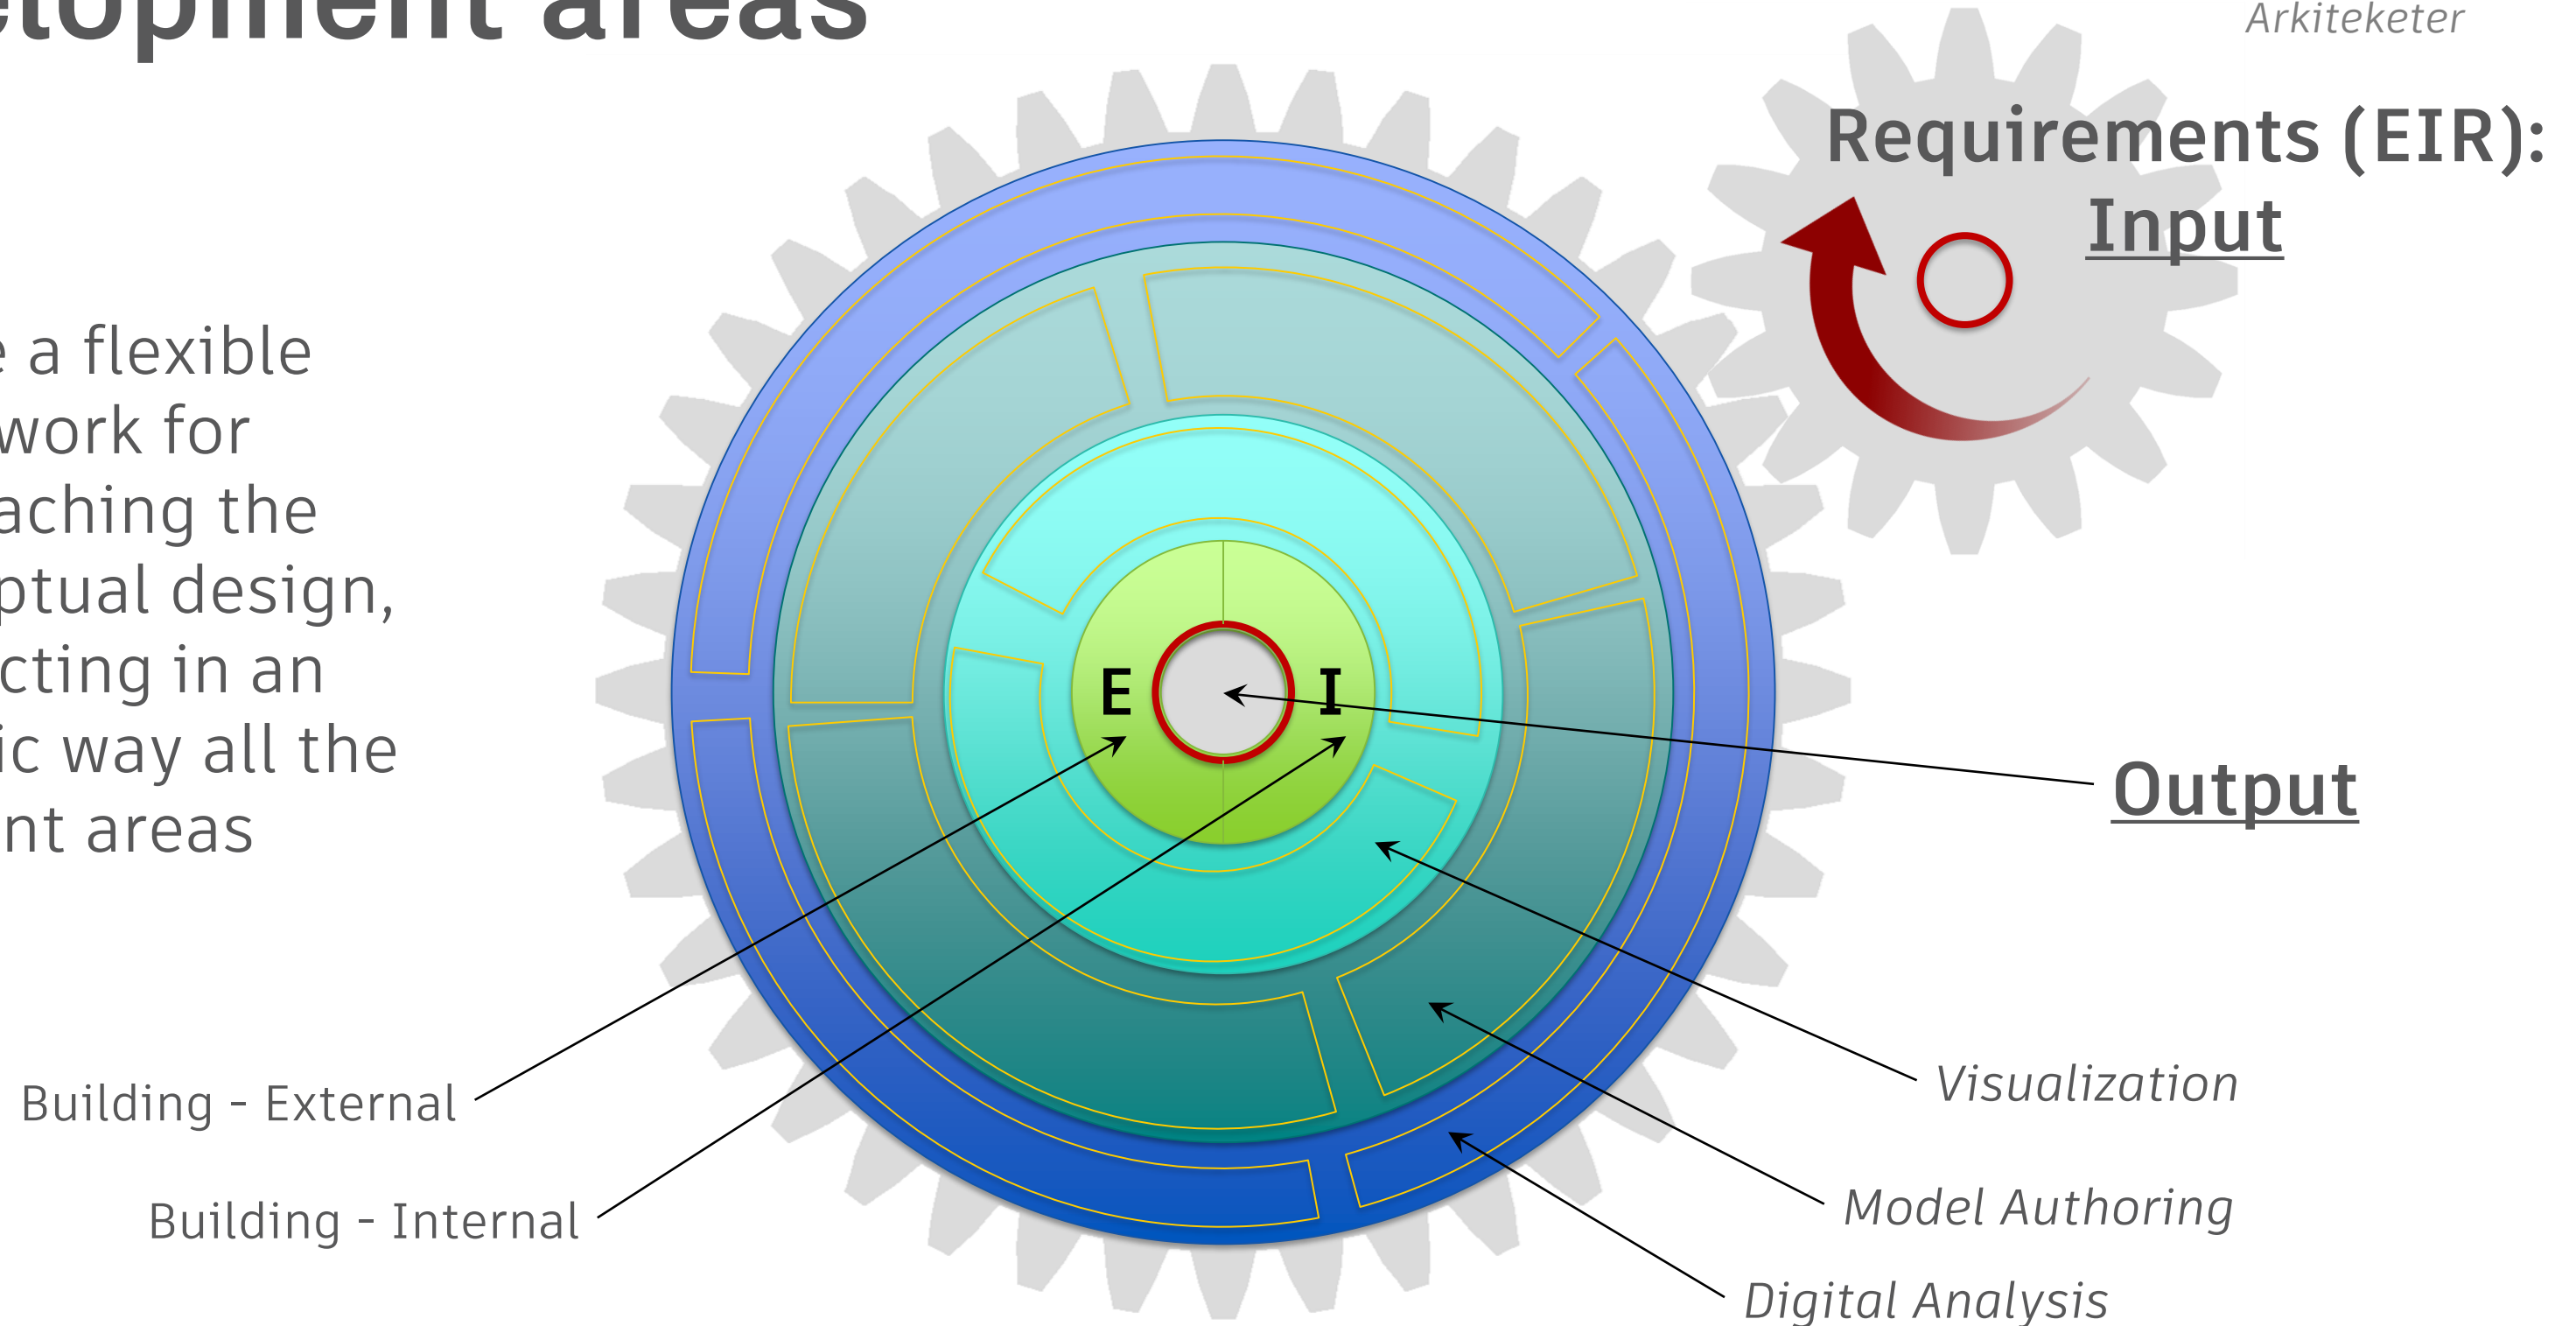 elopment areas
Arkiteketer
Requirements (EIR):
Input
e a flexible
work for
aching the
ptual design,
cting in an
ic way all the
nt areas
E I
Output
Building - External
Building - Internal
Visualization
Model Authoring
Digital Analysis